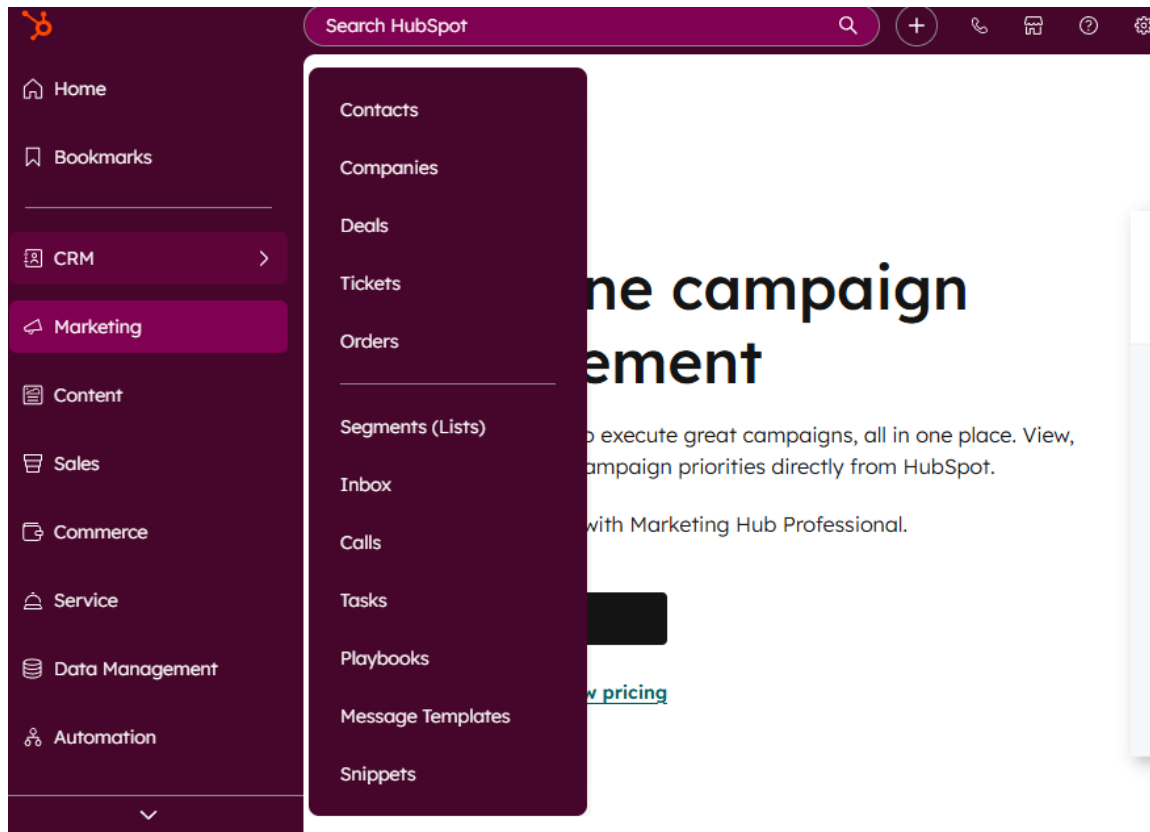 Search HubSpot
Home
Bookmarks
CRM
Marketing
Content
Sales
Commerce
Service
Data Management
Automation
Contacts
Companies
Deals
Tickets
Orders
Segments (Lists)
Inbox
Calls
Tasks
Playbooks
Message Templates
Snippets
ne campaign
ement
execute great campaigns, all in one place. View,
ampaign priorities directly from HubSpot.
with Marketing Hub Professional.
w pricing